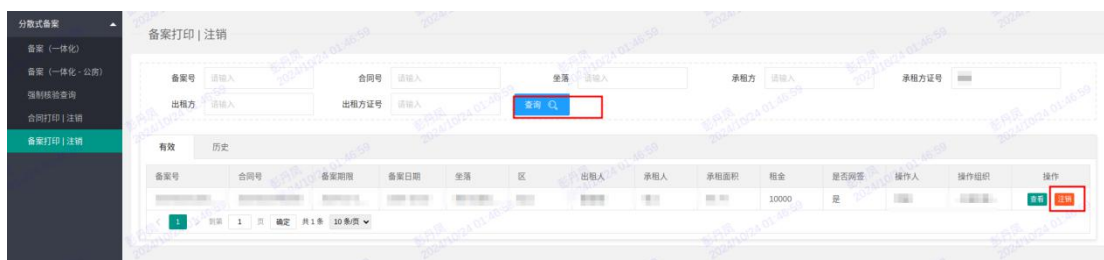 分散式备案
备案（一体化）
备案（一体化 - 公房）
强制核验查询
合同打印 | 注销
备案打印 | 注销
备案打印 | 注销
备案号 请输入 合同号 请输入 坐落 请输入 承租方 请输入 承租方证号
出租方 请输入 出租方证号 请输入 查询
有效 历史
备案号 合同号 备案期限 备案日期 坐落 区 出租人 承租人 承租面积 租金 是否网签 操作人 操作组织 操作
10000 是 查看 注销
1 到第 1 页 确定 共 1 条 10 条/页